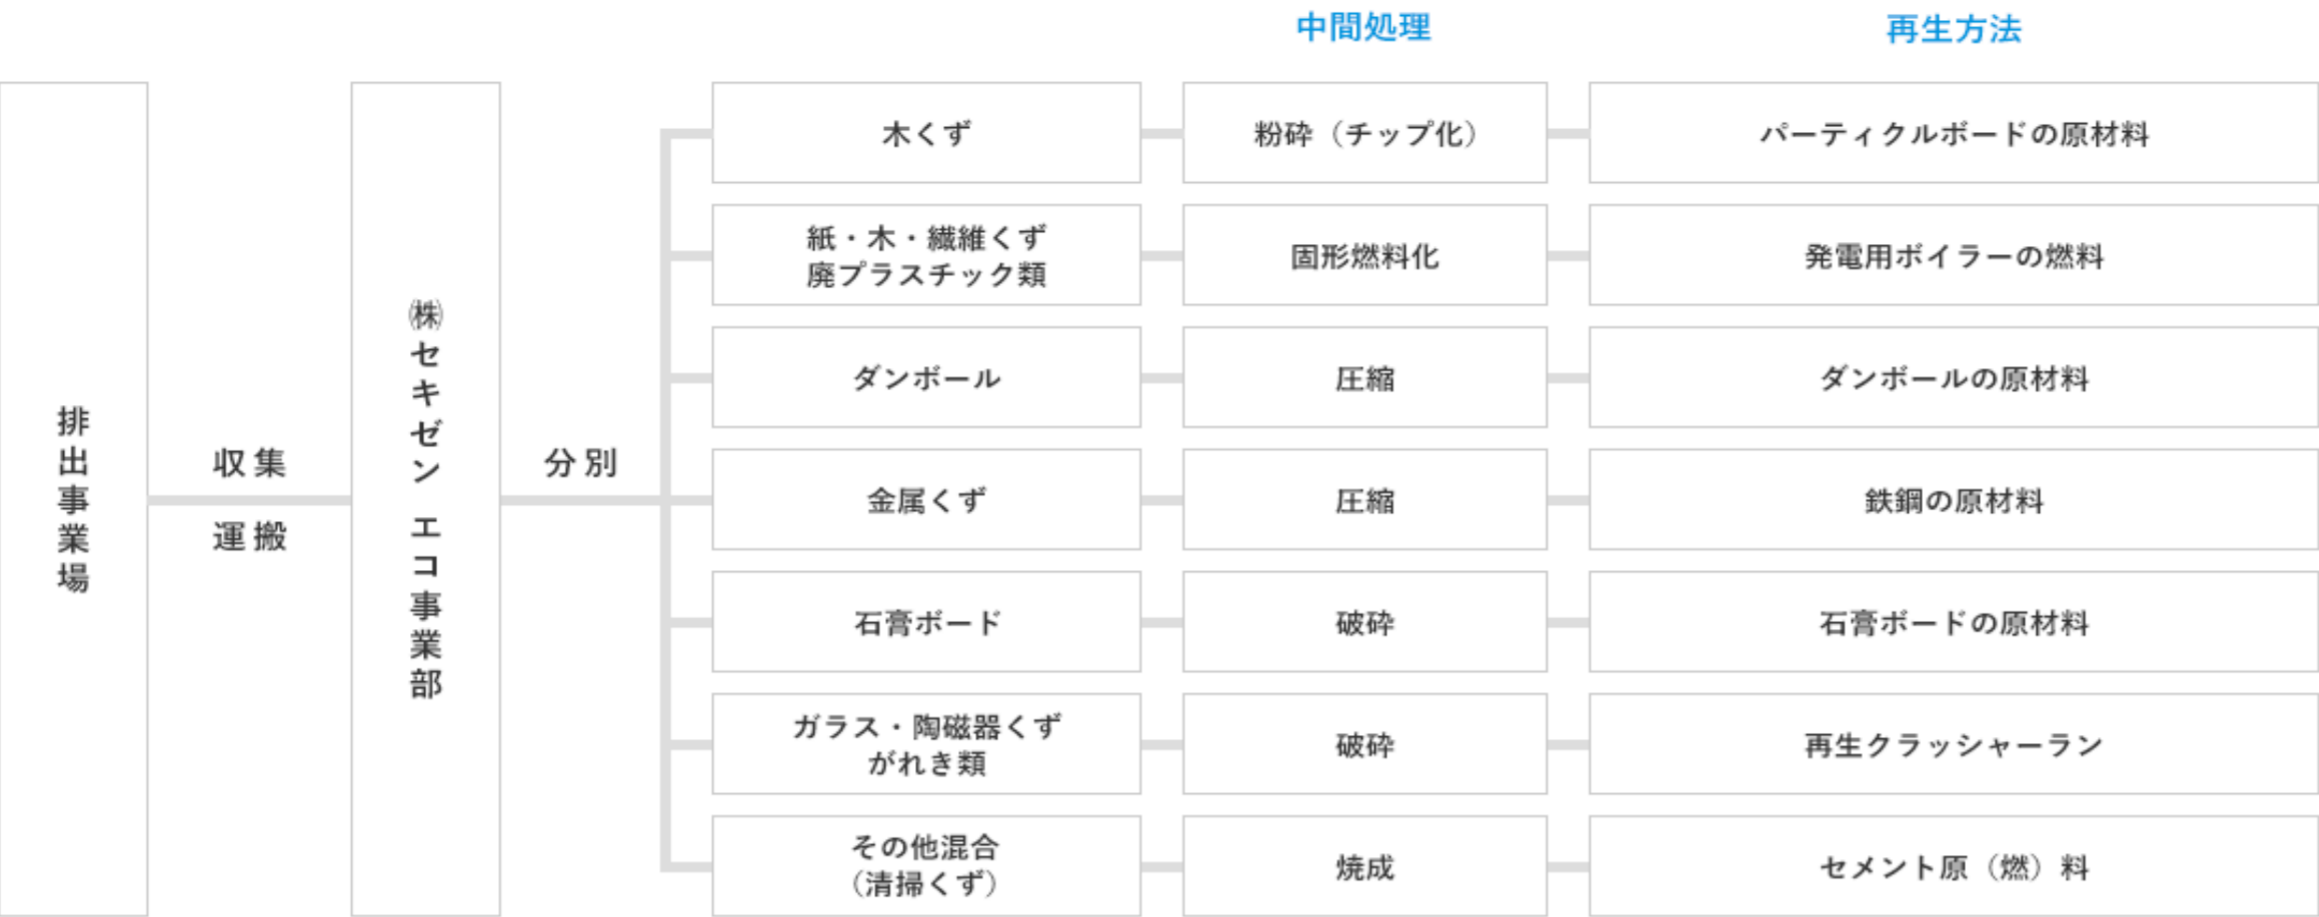 中間処理
再生方法
排出事業場
収集
運搬
㈱セキゼン エコ事業部
分別
木くず
粉砕（チップ化）
パーティクルボードの原材料
紙・木・繊維くず
廃プラスチック類
固形燃料化
発電用ボイラーの燃料
ダンボール
圧縮
ダンボールの原材料
金属くず
圧縮
鉄鋼の原材料
石膏ボード
破砕
石膏ボードの原材料
ガラス・陶磁器くず
がれき類
破砕
再生クラッシャーラン
その他混合
（清掃くず）
焼成
セメント原（燃）料